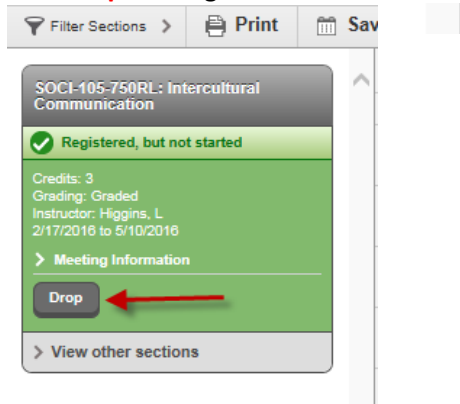 Filter Sections > Print Sav
SOCI-105-750RL: Intercultural
Communication
Registered, but not started
Credits: 3
Grading: Graded
Instructor: Higgins, L
2/17/2016 to 5/10/2016
> Meeting Information
Drop
> View other sections